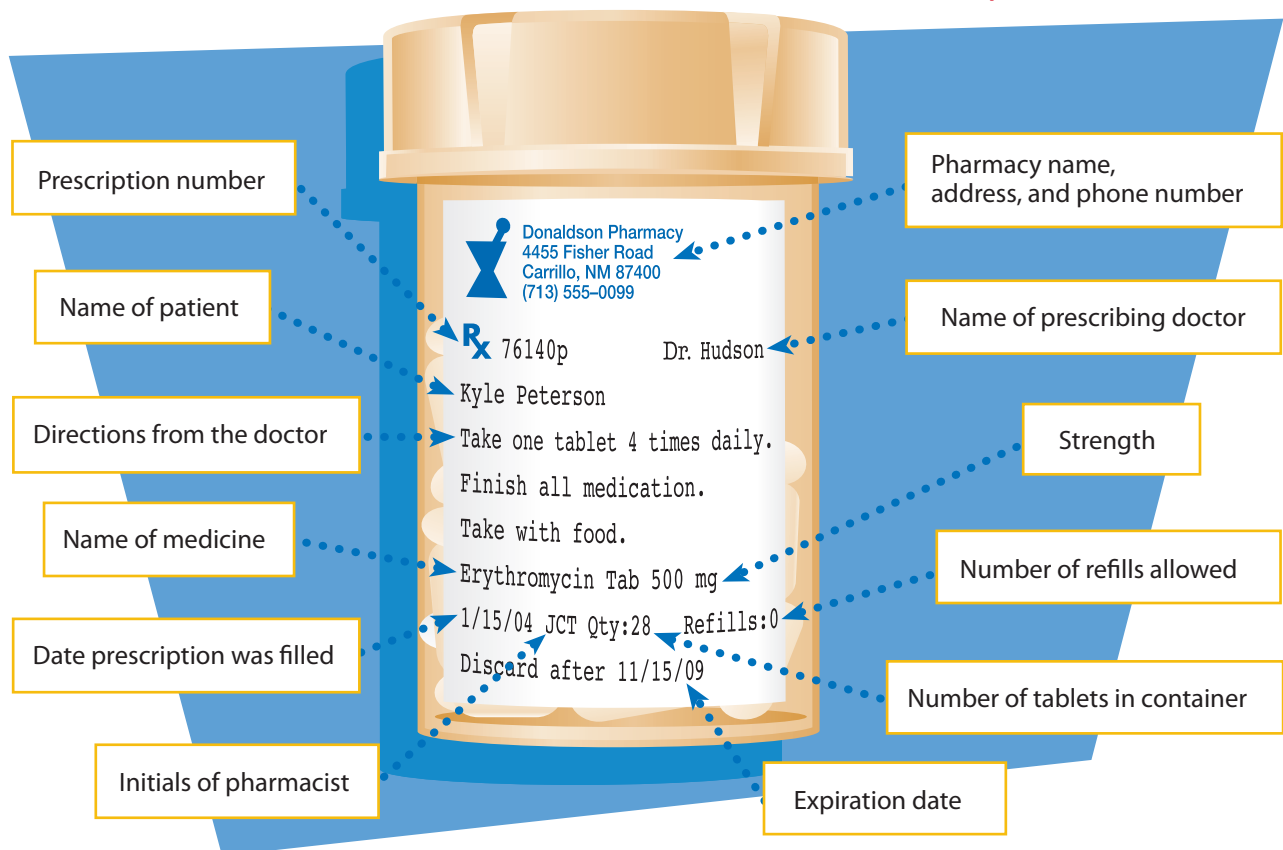 Prescription number
Pharmacy name,
address, and phone number
Donaldson Pharmacy
4455 Fisher Road
Carrillo, NM 87400
(713) 555–0099
Name of patient
Name of prescribing doctor
Rx 76140p Dr. Hudson
Kyle Peterson
Directions from the doctor
Take one tablet 4 times daily.
Strength
Finish all medication.
Take with food.
Name of medicine
Erythromycin Tab 500 mg
Number of refills allowed
1/15/04 JCT Qty:28 Refills:0
Date prescription was filled
Discard after 11/15/09
Number of tablets in container
Initials of pharmacist
Expiration date